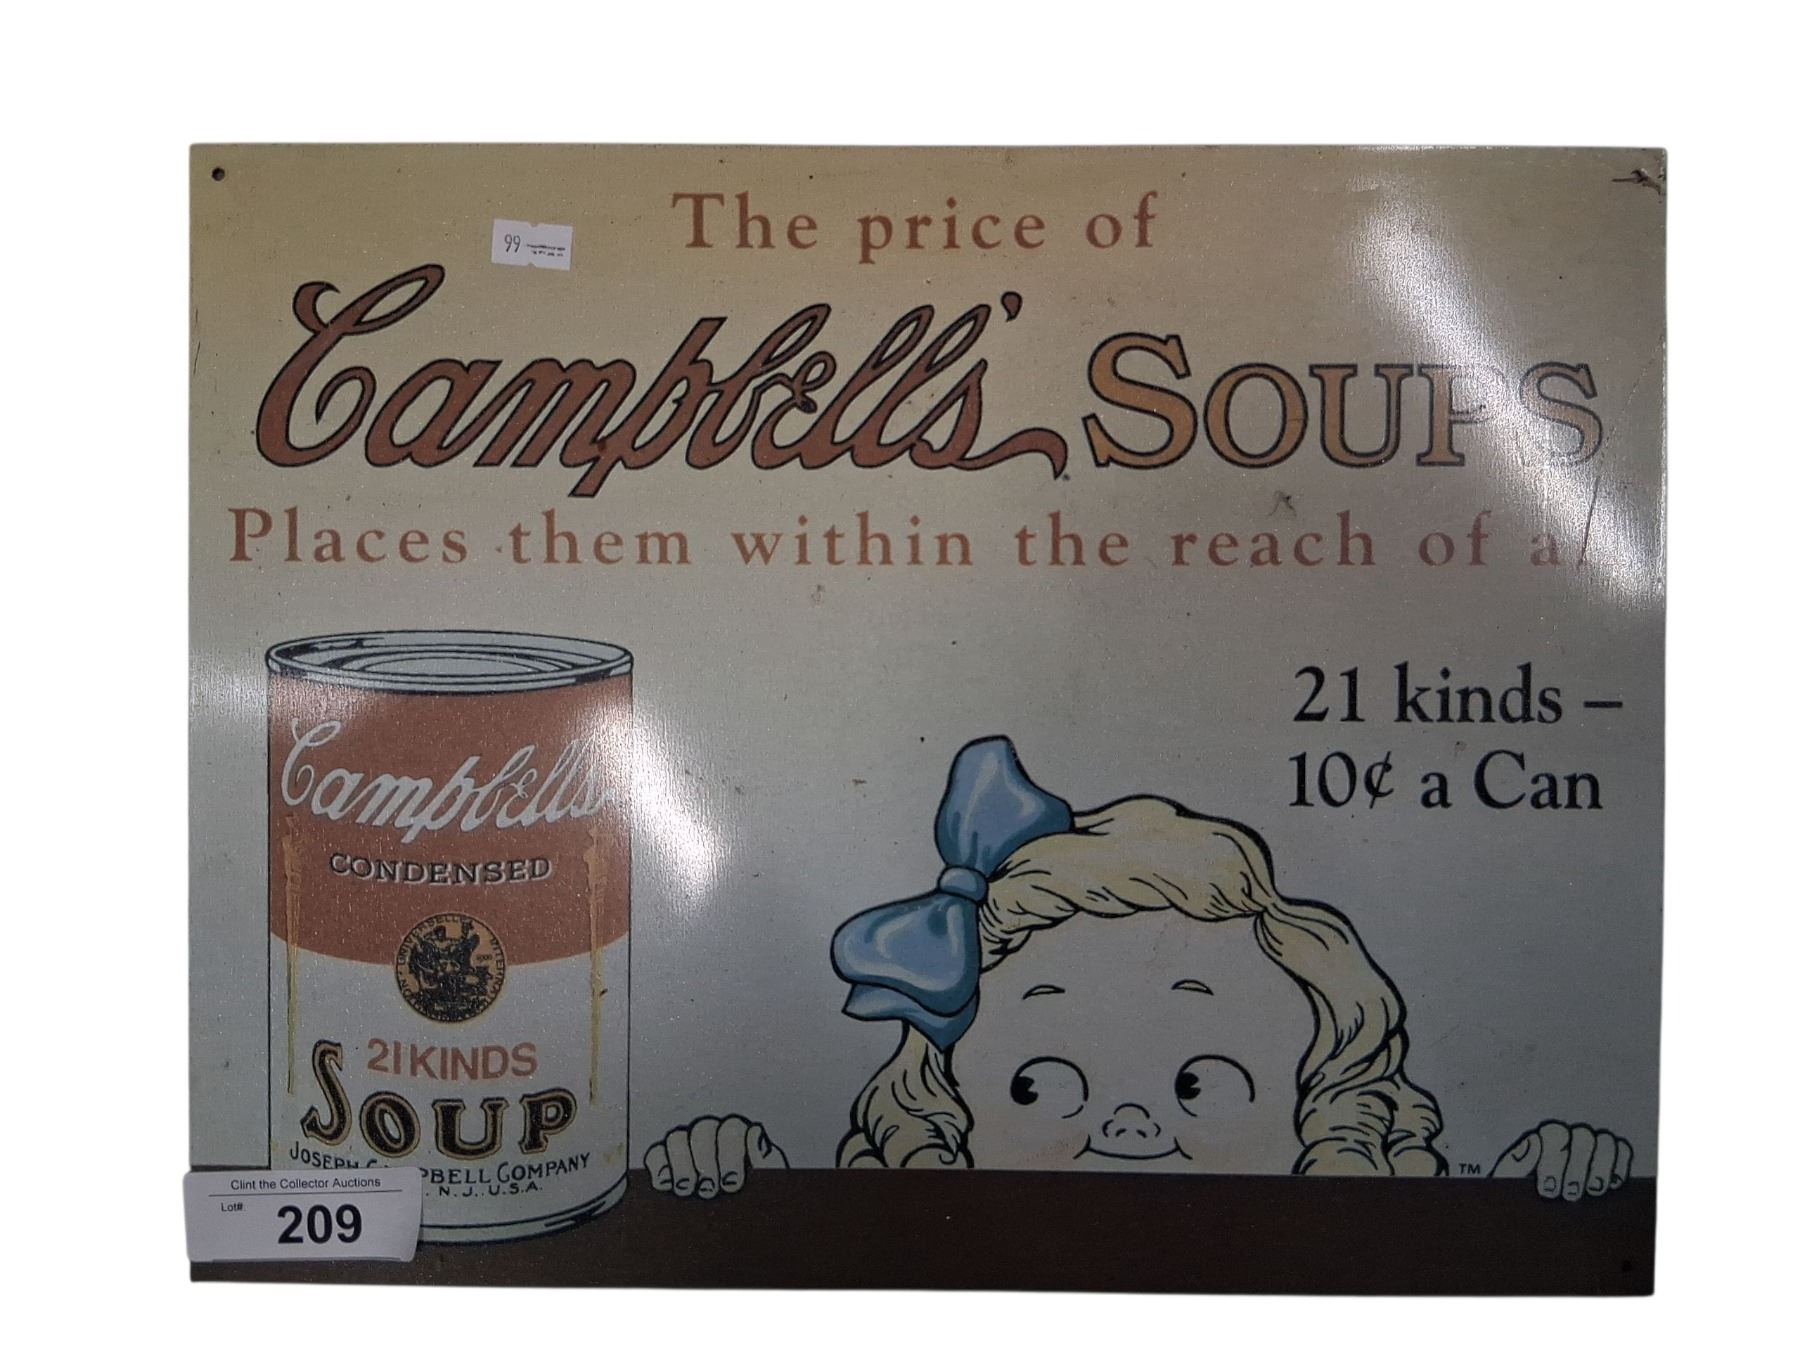 The price of
99
Campbell's SOUPS
Places them within the reach of
21 kinds –
10¢ a Can
Campbell's
CONDENSED
21 KINDS
SOUP
JOSEPH CAMPBELL COMPANY
N.J., U.S.A.
TM
Clint the Collector Auctions
Lot#:
209